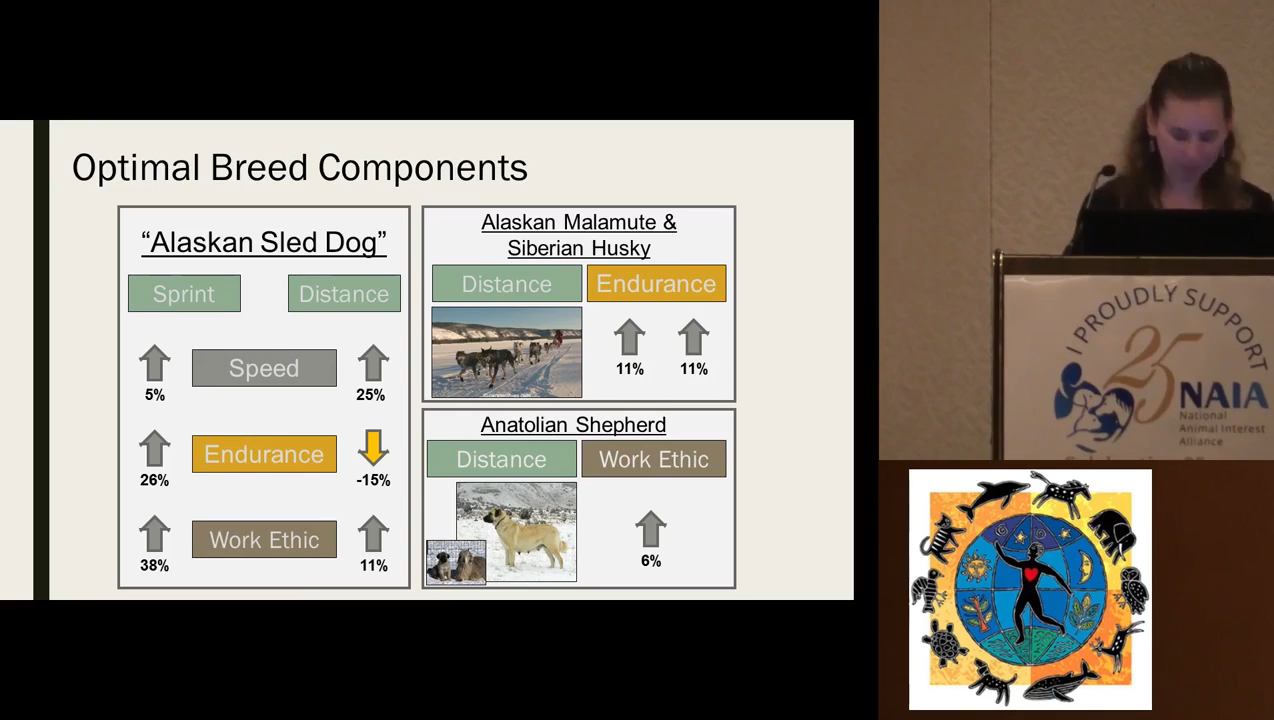 Optimal Breed Components
“Alaskan Sled Dog”
Sprint
Distance
Speed
5%
25%
Endurance
26%
-15%
Work Ethic
38%
11%
Alaskan Malamute &
Siberian Husky
Distance
Endurance
11%
11%
Anatolian Shepherd
Distance
Work Ethic
6%
I PROUDLY SUPPORT
25
NAIA
National
Animal Interest
Alliance